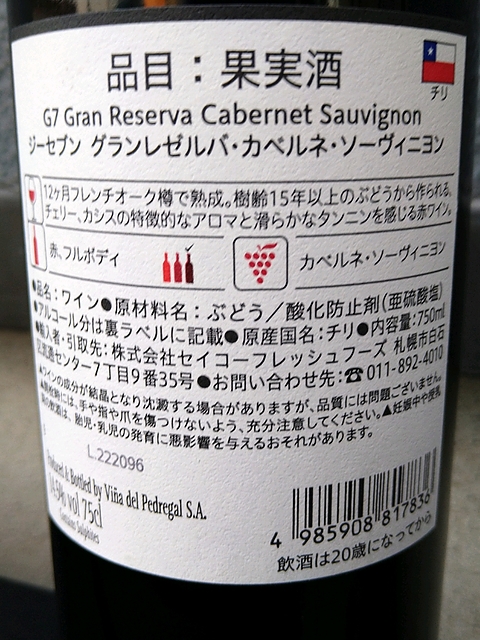 品目：果実酒
チリ
G7 Gran Reserva Cabernet Sauvignon
ジーセブン グランレゼルバ・カベルネ・ソーヴィニヨン
12ヶ月フレンチオーク樽で熟成。樹齢15年以上のぶどうから作られる、
チェリー、カシスの特徴的なアロマと滑らかなタンニンを感じる赤ワイン。
赤、フルボディ
カベルネ・ソーヴィニヨン
●品名：ワイン●原材料名：ぶどう／酸化防止剤(亜硫酸塩)
●アルコール分は裏ラベルに記載●原産国名：チリ●内容量：750mL
●輸入者・引取先：株式会社セイコーフレッシュフーズ 札幌市白石
区流通センター7丁目9番35号●お問い合わせ先：☎011-892-4010
▲ワインの成分が結晶となり沈澱する場合がありますが、品質には問題ございません。
手や指や爪を傷つけないよう、充分注意してください。▲妊娠中や授乳
胎児・乳児の発育に悪影響を与えるおそれがあります。
L.222096
& Bottled by Viña del Pedregal S.A.
vol 75cl
Sulphites
4 985908 817836
飲酒は20歳になってから